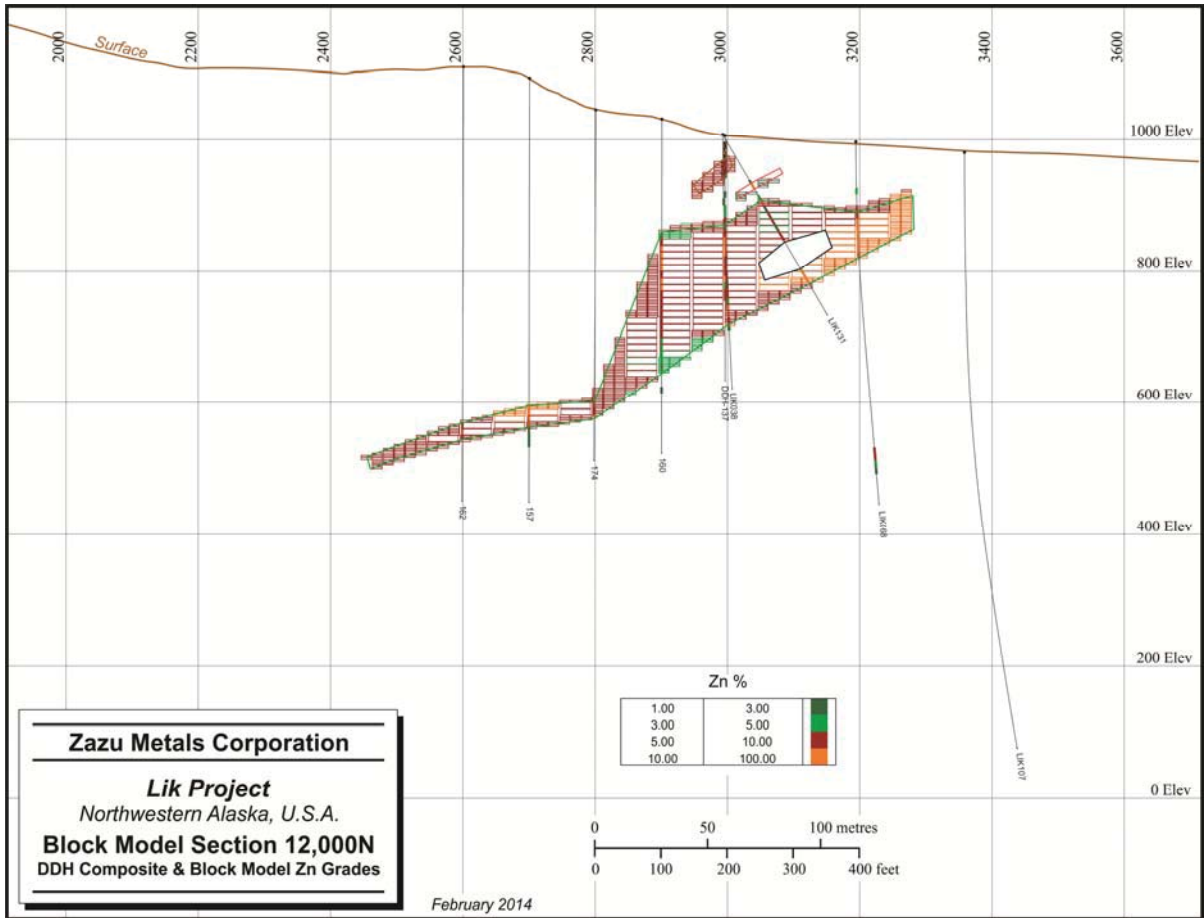 2000
2200
2400
2600
2800
3000
3200
3400
3600
Surface
1000 Elev
800 Elev
600 Elev
400 Elev
200 Elev
0 Elev
162
157
174
160
DDH-137
LIK038
LIK131
LIK107
Zn %
1.00 3.00
3.00 5.00
5.00 10.00
10.00 100.00
0 50 100 metres
0 100 200 300 400 feet
Zazu Metals Corporation
Lik Project
Northwestern Alaska, U.S.A.
Block Model Section 12,000N
DDH Composite & Block Model Zn Grades
February 2014